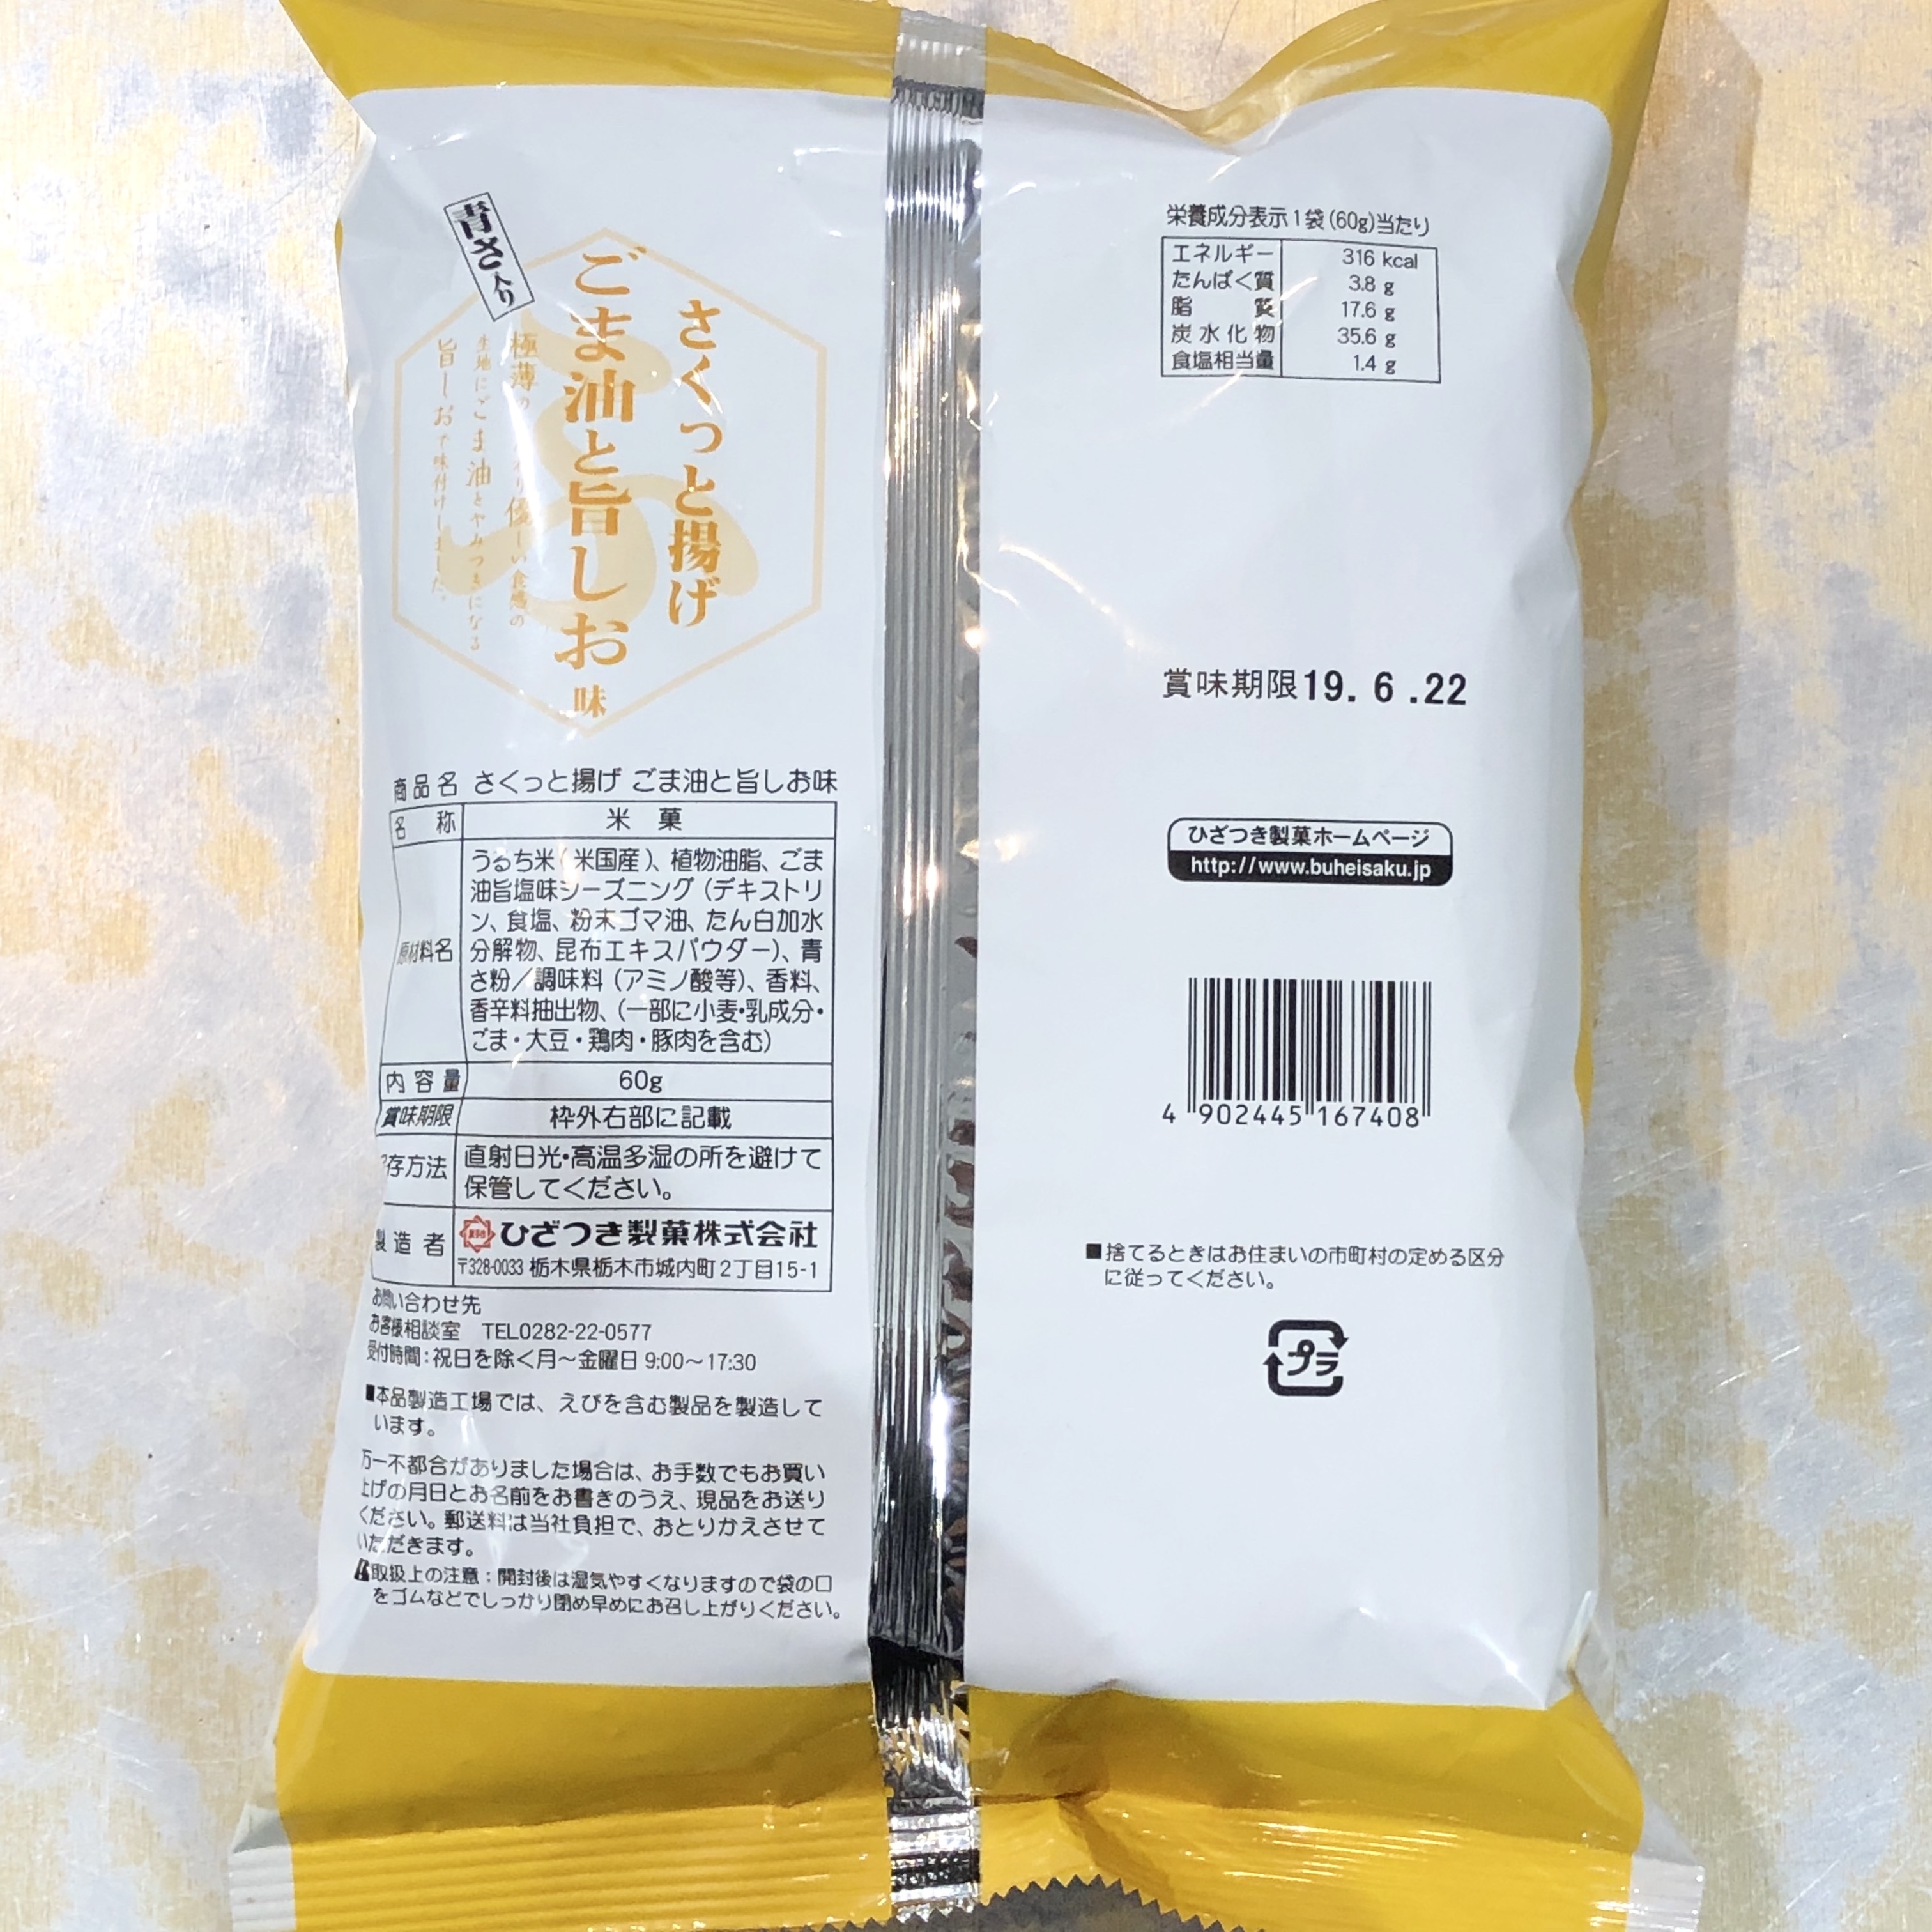 青さ入り
さくっと揚げ
ごま油と旨しお味
極薄の
優しい食感の
生地にごま油とやみつきになる
旨しおで味付けしました。
商品名 さくっと揚げ ごま油と旨しお味
名 称 米 菓
原材料名
うるち米(米国産)、植物油脂、ごま
油旨塩味シーズニング(デキストリ
ン、食塩、粉末ゴマ油、たん白加水
分解物、昆布エキスパウダー)、青
さ粉/調味料(アミノ酸等)、香料、
香辛料抽出物、(一部に小麦・乳成分・
ごま・大豆・鶏肉・豚肉を含む)
内容量 60g
賞味期限 枠外右部に記載
存方法 直射日光・高温多湿の所を避けて
保管してください。
製造者 ひざつき製菓株式会社
〒328-0033 栃木県栃木市城内町2丁目15-1
お問い合わせ先
お客様相談室 TEL0282-22-0577
受付時間:祝日を除く月〜金曜日 9:00〜17:30
■本品製造工場では、えびを含む製品を製造して
います。
万一不都合がありました場合は、お手数でもお買い
上げの月日とお名前をお書きのうえ、現品をお送り
ください。郵送料は当社負担で、おとりかえさせて
いただきます。
取扱上の注意:開封後は湿気やすくなりますので袋の口
をゴムなどでしっかり閉め早めにお召し上がりください。
栄養成分表示1袋(60g)当たり
エネルギー 316 kcal
たんぱく質 3.8 g
脂質 17.6 g
炭水化物 35.6 g
食塩相当量 1.4 g
賞味期限19.6.22
ひざつき製菓ホームページ
http://www.buheisaku.jp
4 902445 167408
■捨てるときはお住まいの市町村の定める区分
に従ってください。
プラ